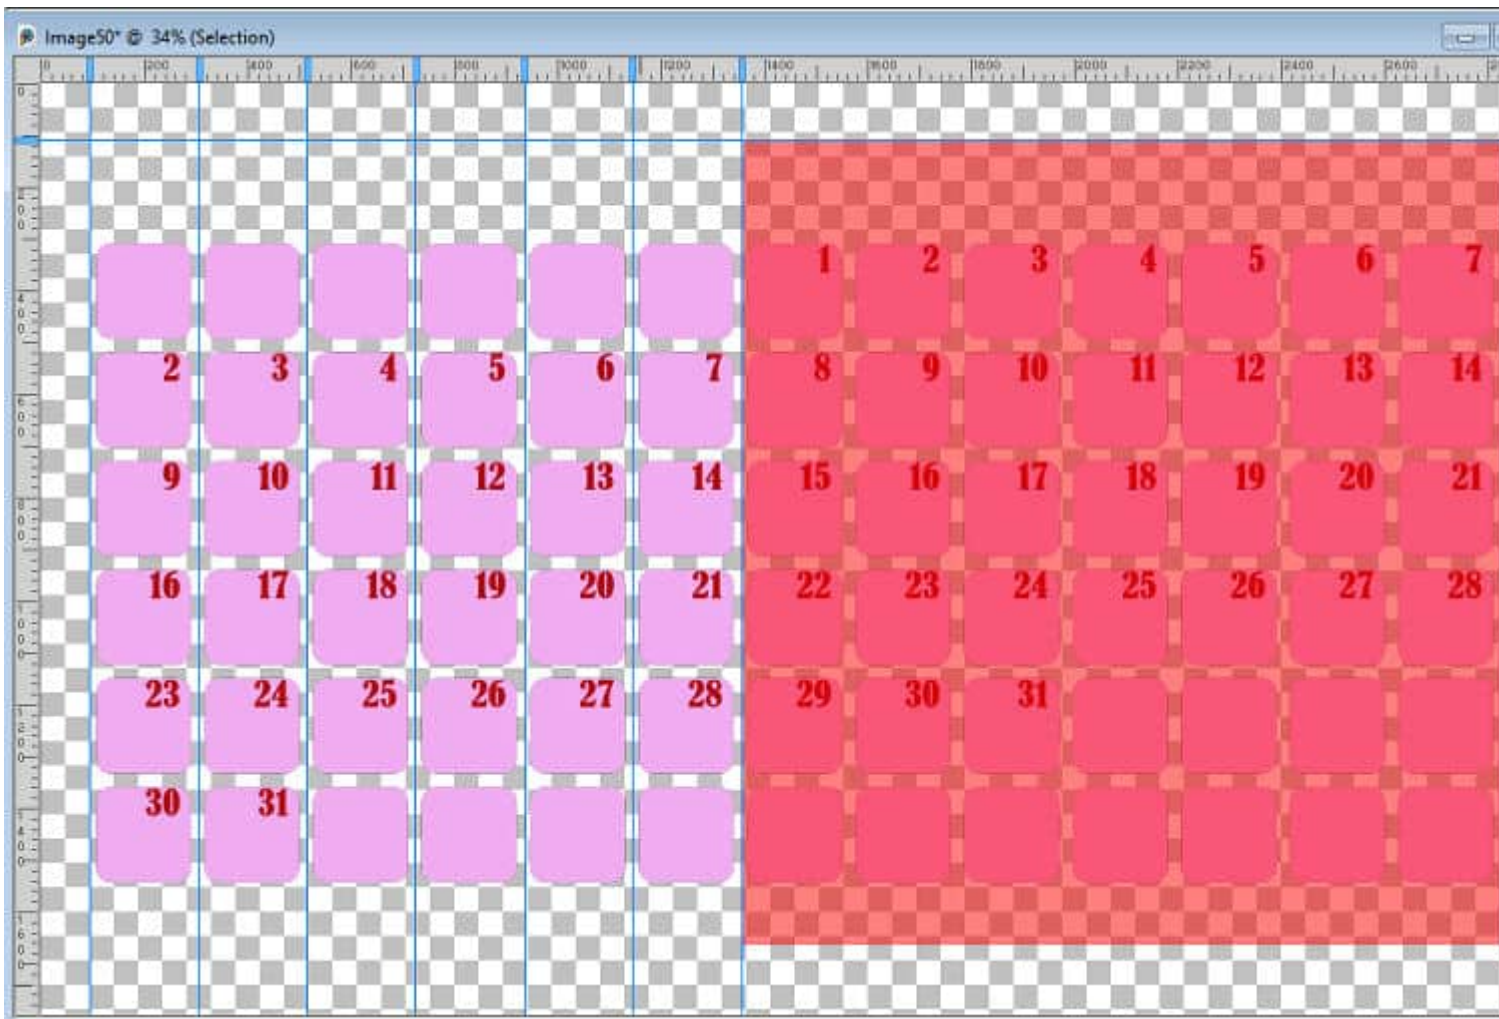 Image50* @ 34% (Selection)
0 200 400 600 800 1000 1200 1400 1600 1800 2000 2200 2400 2600
1 2 3 4 5 6 7
2 3 4 5 6 7 8 9 10 11 12 13 14
9 10 11 12 13 14 15 16 17 18 19 20 21
16 17 18 19 20 21 22 23 24 25 26 27 28
23 24 25 26 27 28 29 30 31
30 31